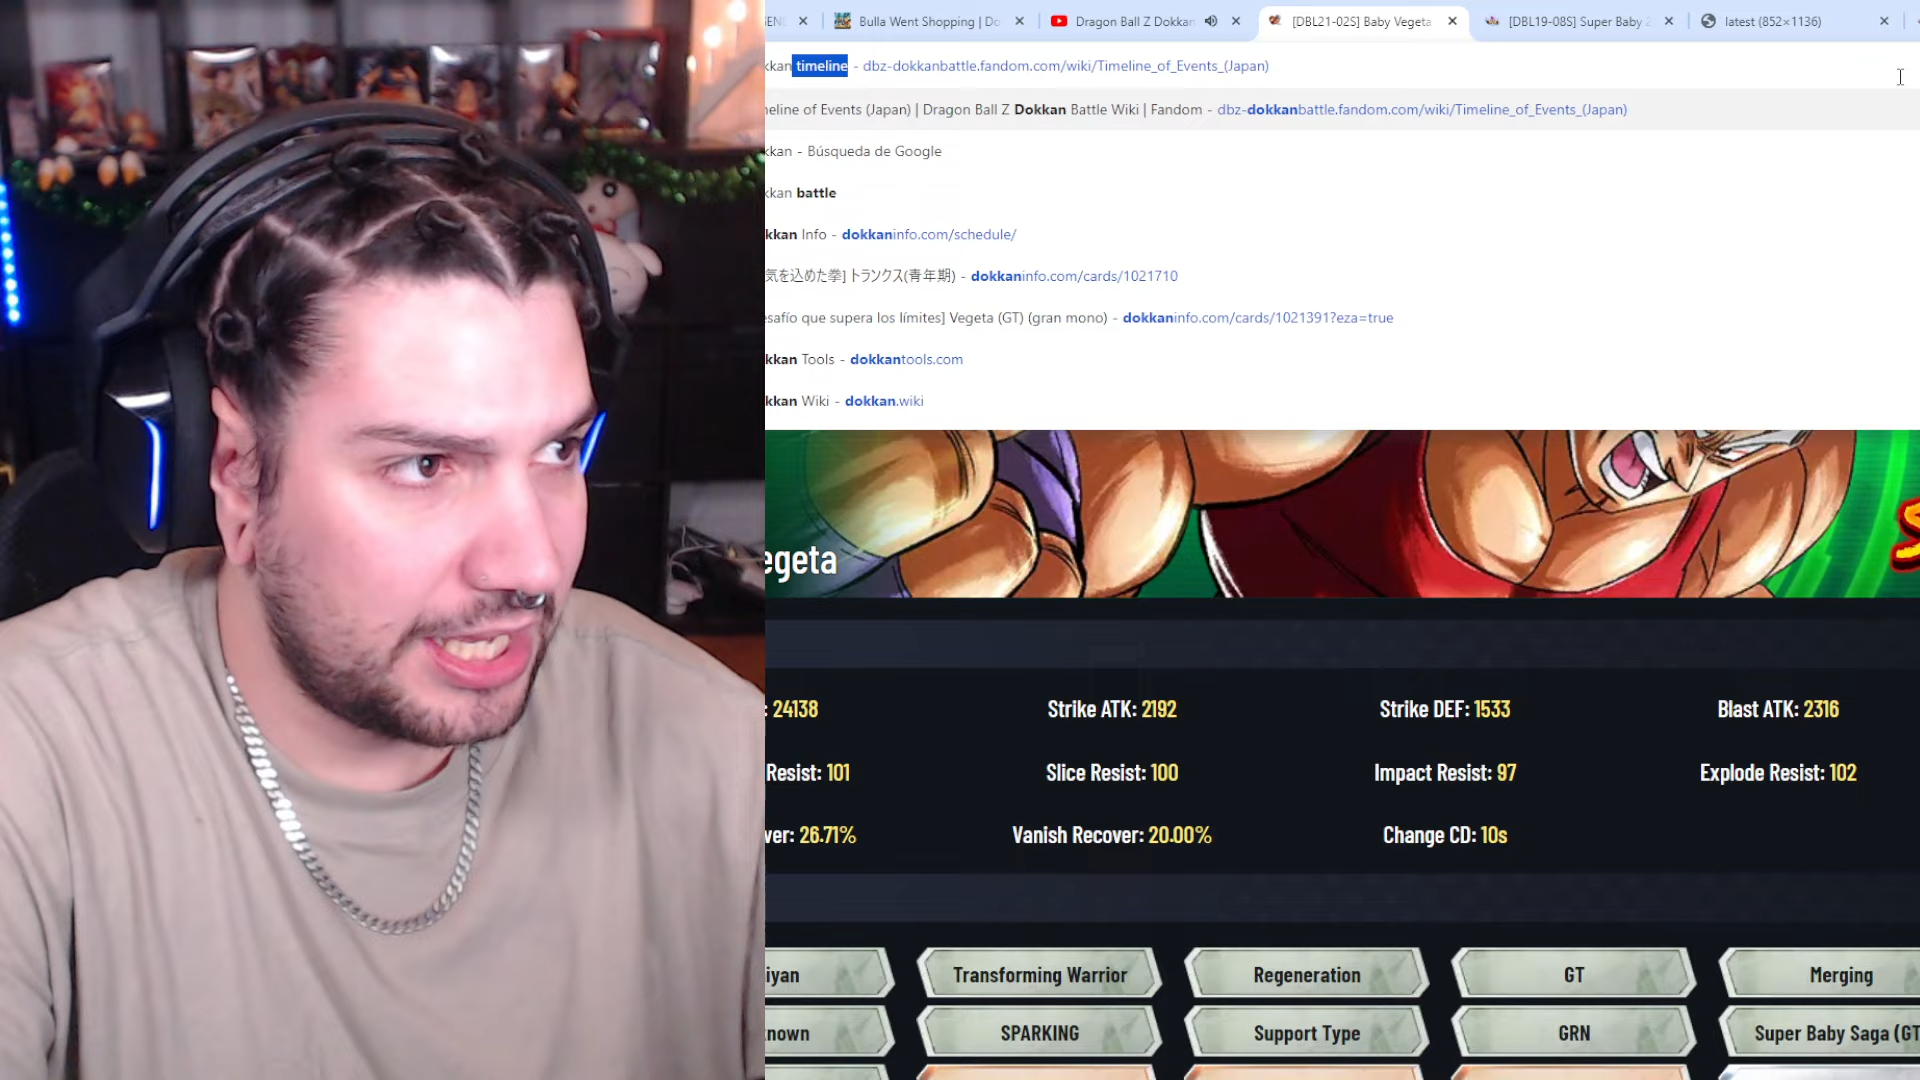 Bulla Went Shopping | Do
Dragon Ball Z Dokkan
[DBL21-02S] Baby Vegeta
[DBL19-08S] Super Baby 2
latest (852×1136)
kkan timeline - dbz-dokkanbattle.fandom.com/wiki/Timeline_of_Events_(Japan)
meline of Events (Japan) | Dragon Ball Z Dokkan Battle Wiki | Fandom - dbz-dokkanbattle.fandom.com/wiki/Timeline_of_Events_(Japan)
kkan - Búsqueda de Google
kkan battle
kkan Info - dokkaninfo.com/schedule/
気を込めた拳] トランクス(青年期) - dokkaninfo.com/cards/1021710
esafío que supera los límites] Vegeta (GT) (gran mono) - dokkaninfo.com/cards/1021391?eza=true
kkan Tools - dokkantools.com
kkan Wiki - dokkan.wiki
egeta
: 24138 Strike ATK: 2192 Strike DEF: 1533 Blast ATK: 2316
Resist: 101 Slice Resist: 100 Impact Resist: 97 Explode Resist: 102
ver: 26.71% Vanish Recover: 20.00% Change CD: 10s
iyan Transforming Warrior Regeneration GT Merging
nown SPARKING Support Type GRN Super Baby Saga (GT